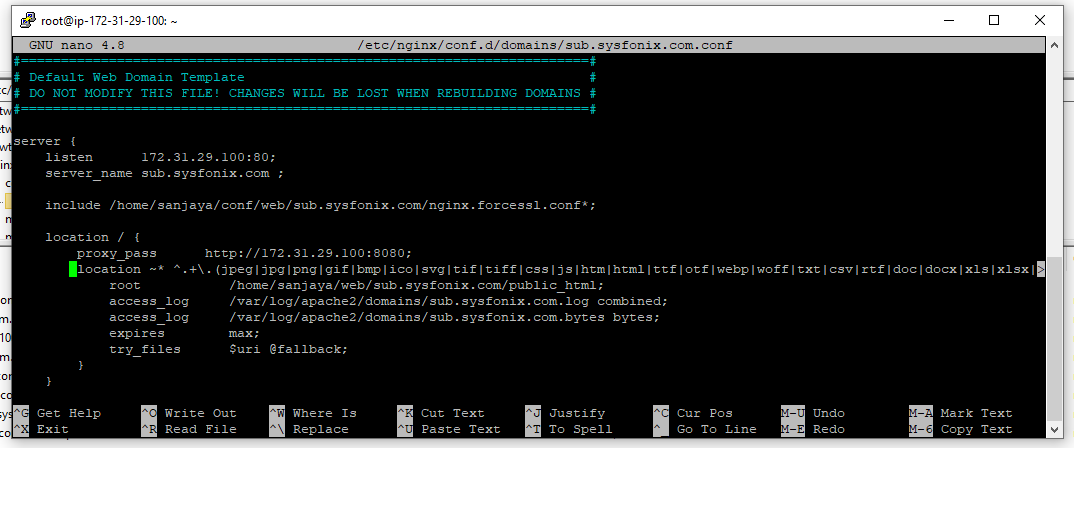 root@ip-172-31-29-100: ~
GNU nano 4.8 /etc/nginx/conf.d/domains/sub.sysfonix.com.conf
#=======================================================================#
# Default Web Domain Template #
# DO NOT MODIFY THIS FILE! CHANGES WILL BE LOST WHEN REBUILDING DOMAINS #
#=======================================================================#
server {
listen 172.31.29.100:80;
server_name sub.sysfonix.com ;
include /home/sanjaya/conf/web/sub.sysfonix.com/nginx.forcessl.conf*;
location / {
proxy_pass http://172.31.29.100:8080;
location ~* ^.+\.(jpeg|jpg|png|gif|bmp|ico|svg|tif|tiff|css|js|htm|html|ttf|otf|webp|woff|txt|csv|rtf|doc|docx|xls|xlsx|>
root /home/sanjaya/web/sub.sysfonix.com/public_html;
access_log /var/log/apache2/domains/sub.sysfonix.com.log combined;
access_log /var/log/apache2/domains/sub.sysfonix.com.bytes bytes;
expires max;
try_files $uri @fallback;
}
}
^G Get Help ^O Write Out ^W Where Is ^K Cut Text ^J Justify ^C Cur Pos M-U Undo M-A Mark Text
^X Exit ^R Read File ^\ Replace ^U Paste Text ^T To Spell ^_ Go To Line M-E Redo M-6 Copy Text